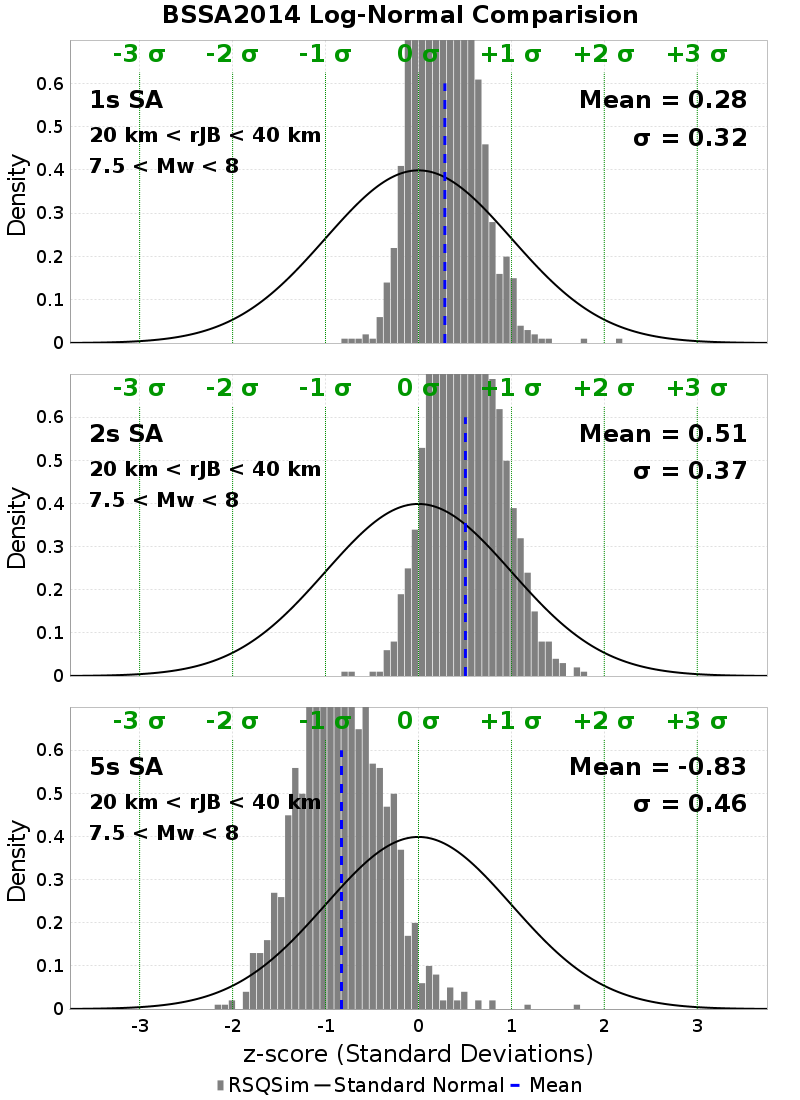 BSSA2014 Log-Normal Comparision
-3 σ -2 σ -1 σ 0 σ +1 σ +2 σ +3 σ
1s SA
20 km < rJB < 40 km
7.5 < Mw < 8
Mean = 0.28
σ = 0.32
Density
0.6
0.5
0.4
0.3
0.2
0.1
0
-3 σ -2 σ -1 σ 0 σ +1 σ +2 σ +3 σ
2s SA
20 km < rJB < 40 km
7.5 < Mw < 8
Mean = 0.51
σ = 0.37
Density
0.6
0.5
0.4
0.3
0.2
0.1
0
-3 σ -2 σ -1 σ 0 σ +1 σ +2 σ +3 σ
5s SA
20 km < rJB < 40 km
7.5 < Mw < 8
Mean = -0.83
σ = 0.46
Density
0.6
0.5
0.4
0.3
0.2
0.1
0
-3 -2 -1 0 1 2 3
z-score (Standard Deviations)
RSQSim Standard Normal Mean